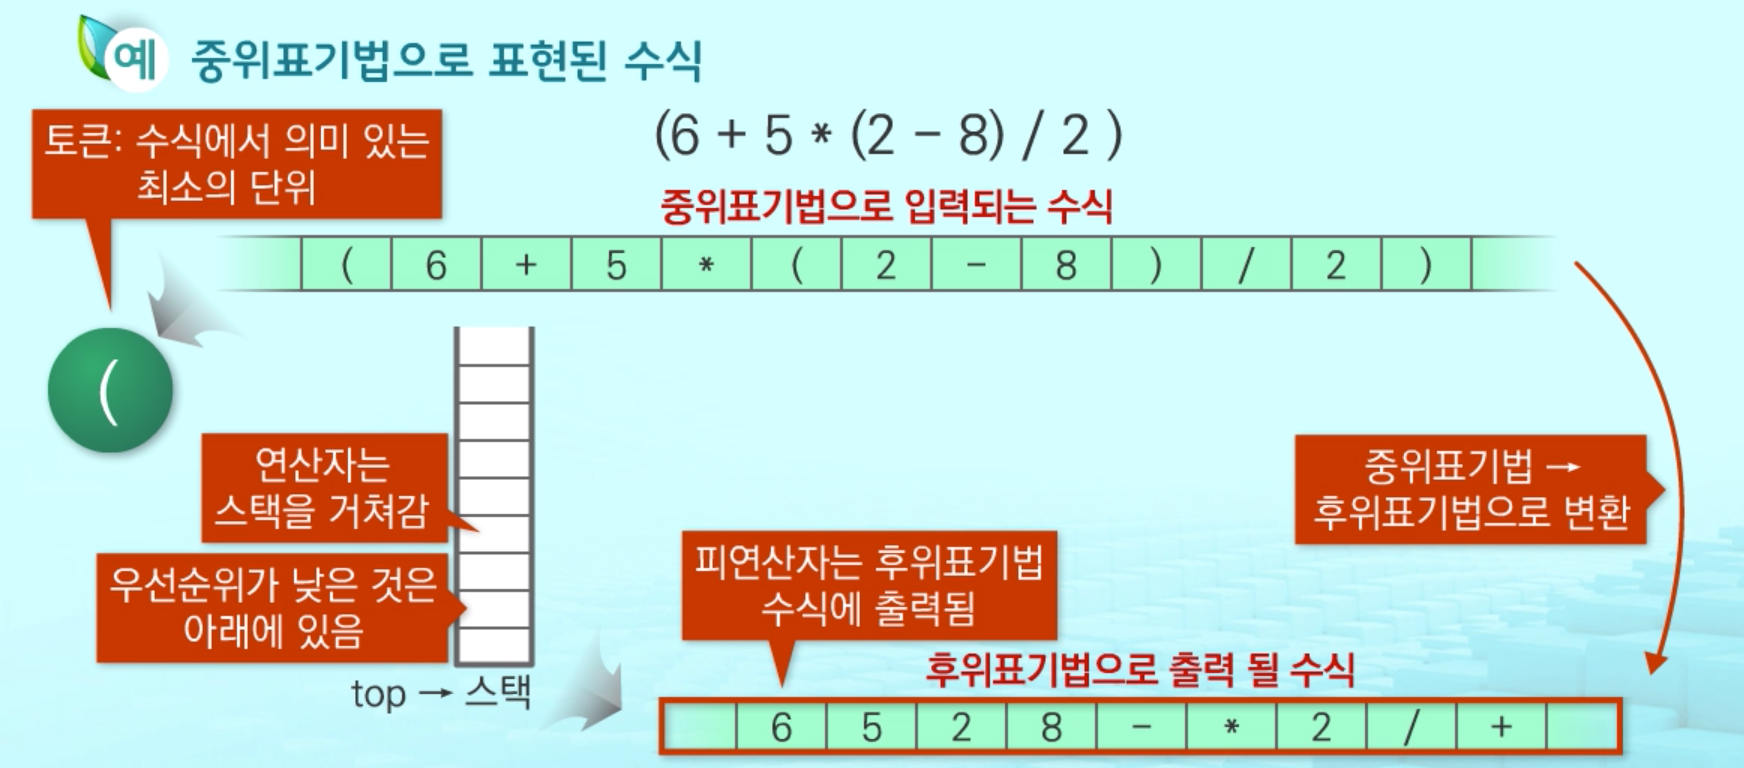 예 중위표기법으로 표현된 수식
토큰: 수식에서 의미 있는
최소의 단위
(6 + 5 * (2 − 8) / 2 )
중위표기법으로 입력되는 수식
( 6 + 5 * ( 2 − 8 ) / 2 )
(
연산자는
스택을 거쳐감
우선순위가 낮은 것은
아래에 있음
top → 스택
중위표기법 →
후위표기법으로 변환
피연산자는 후위표기법
수식에 출력됨
후위표기법으로 출력 될 수식
6 5 2 8 − * 2 / +